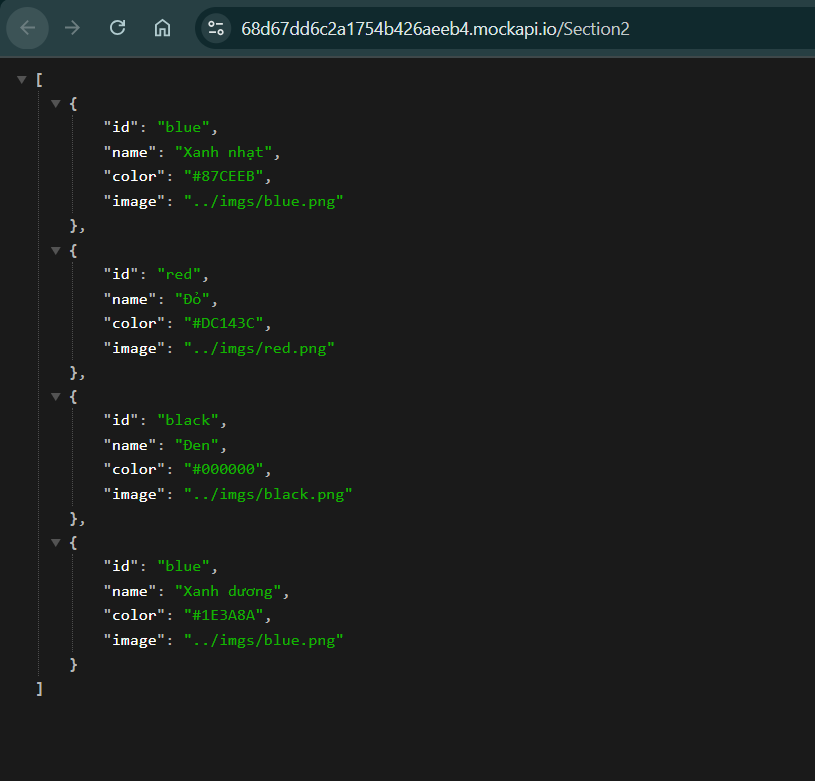 68d67dd6c2a1754b426aeeb4.mockapi.io/Section2
[
{
"id": "blue",
"name": "Xanh nhạt",
"color": "#87CEEB",
"image": "../imgs/blue.png"
},
{
"id": "red",
"name": "Đỏ",
"color": "#DC143C",
"image": "../imgs/red.png"
},
{
"id": "black",
"name": "Đen",
"color": "#000000",
"image": "../imgs/black.png"
},
{
"id": "blue",
"name": "Xanh dương",
"color": "#1E3A8A",
"image": "../imgs/blue.png"
}
]